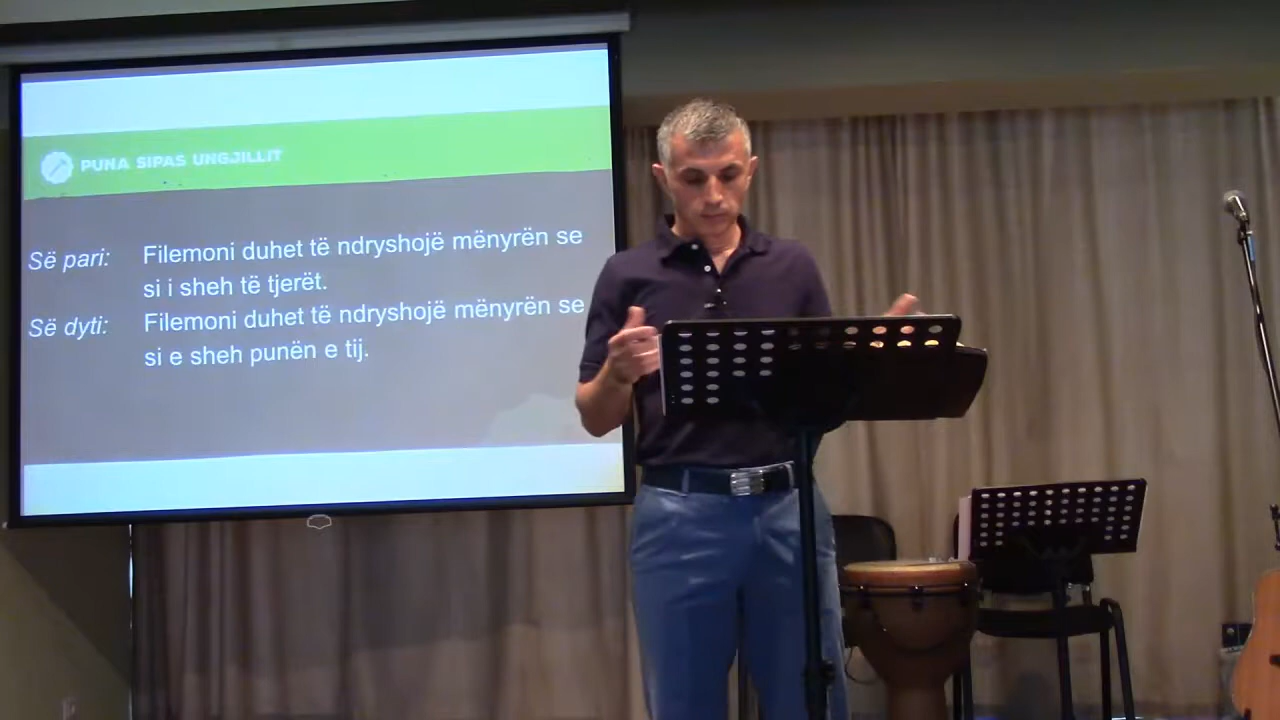 PUNA SIPAS UNGJILLIT
Së pari: Filemoni duhet të ndryshojë mënyrën se
si i sheh të tjerët.
Së dyti: Filemoni duhet të ndryshojë mënyrën se
si e sheh punën e tij.